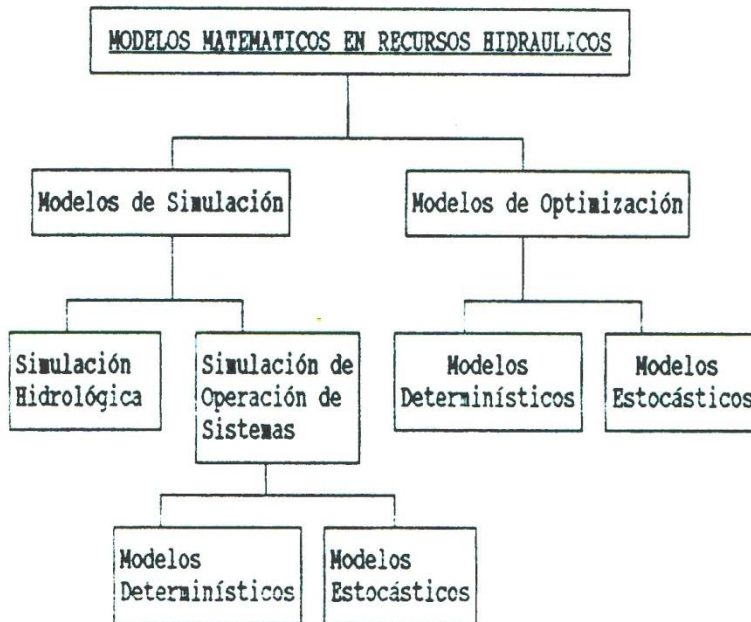 MODELOS MATEMATICOS EN RECURSOS HIDRAULICOS
Modelos de Simulación
Modelos de Optimización
Simulación
Hidrológica
Simulación de
Operación de
Sistemas
Modelos
Determinísticos
Modelos
Estocásticos
Modelos
Determinísticos
Modelos
Estocásticos